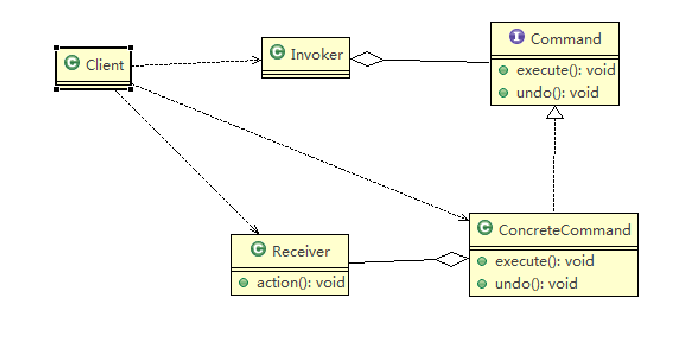 Client
Invoker
Command
execute(): void
undo(): void
Receiver
action(): void
ConcreteCommand
execute(): void
undo(): void